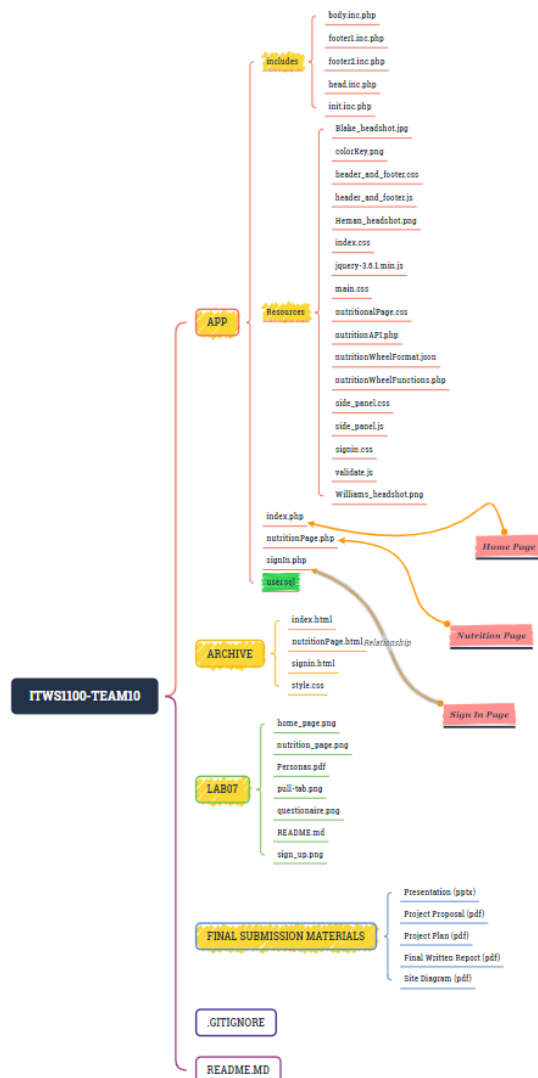 body.inc.php
footer1.inc.php
includes
footer2.inc.php
head.inc.php
init.inc.php
Blake_headshot.jpg
colorKey.png
header_and_footer.css
header_and_footer.js
Heman_headshot.png
index.css
jquery-3.6.1.min.js
main.css
Resources
nutritionalPage.css
APP
nutritionAPI.php
nutritionWheelFormat.json
nutritionWheelFunctions.php
side_panel.css
side_panel.js
signin.css
validate.js
Williams_headshot.png
index.php
nutritionPage.php
Home Page
signIn.php
user.sql
index.html
nutritionPage.html
Relationship
Nutrition Page
ARCHIVE
signin.html
style.css
ITWS1100-TEAM10
Sign In Page
home_page.png
nutrition_page.png
Personas.pdf
LAB07
pull-tab.png
questionaire.png
README.md
sign_up.png
Presentation (pptx)
Project Proposal (pdf)
FINAL SUBMISSION MATERIALS
Project Plan (pdf)
Final Written Report (pdf)
Site Diagram (pdf)
.GITIGNORE
README.MD